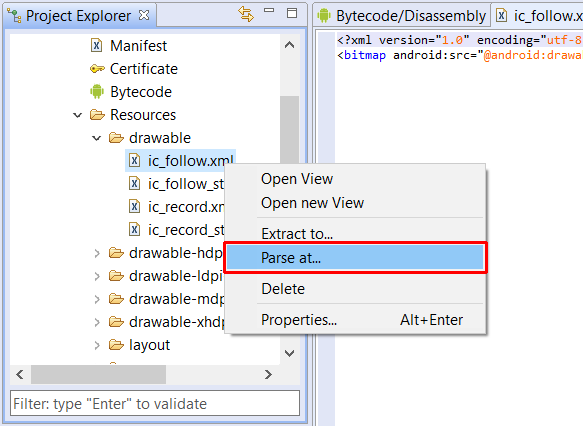 Project Explorer
Bytecode/Disassembly
ic_follow.x
Manifest
Certificate
Bytecode
Resources
drawable
ic_follow.xml
ic_follow_st
ic_record.xm
ic_record_st
drawable-hdp
drawable-ldpi
drawable-mdp
drawable-xhdp
layout
Filter: type "Enter" to validate
<?xml version="1.0" encoding="utf-8
<bitmap android:src="@android:drawa
Open View
Open new View
Extract to...
Parse at...
Delete
Properties... Alt+Enter